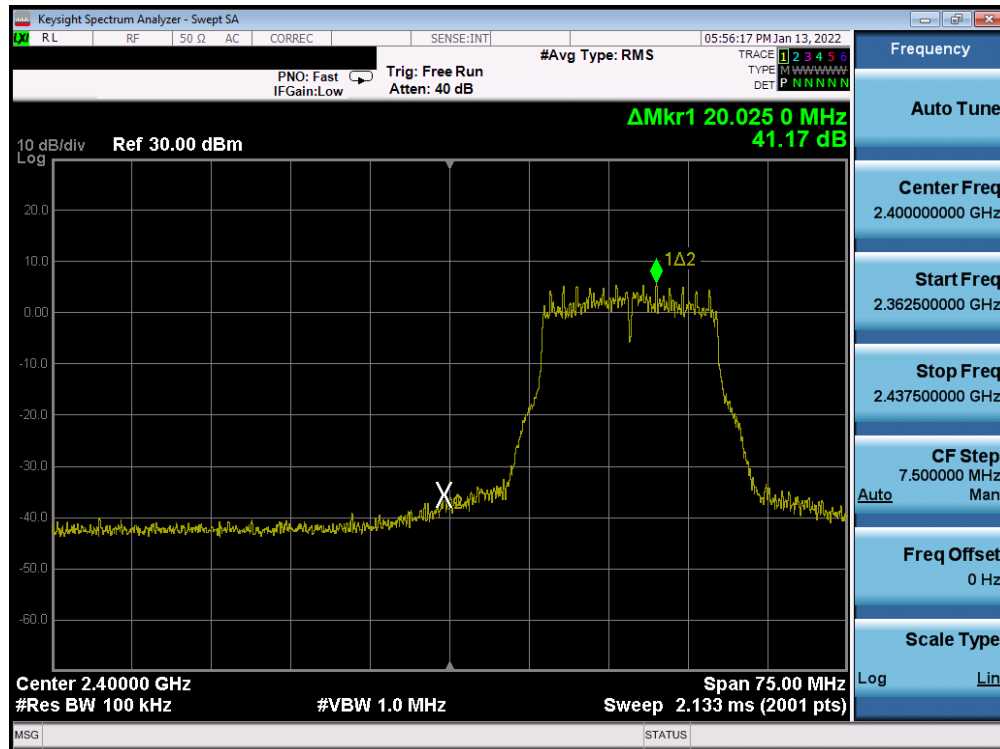 Keysight Spectrum Analyzer - Swept SA
LXI RL RF 50 Ω AC CORREC SENSE:INT 05:56:17 PM Jan 13, 2022
PNO: Fast
IFGain:Low
Trig: Free Run
Atten: 40 dB
#Avg Type: RMS
TRACE 1 2 3 4 5 6
TYPE M W W W W W
DET P N N N N N
ΔMkr1 20.025 0 MHz
41.17 dB
10 dB/div
Log
Ref 30.00 dBm
20.0
10.0
0.00
-10.0
-20.0
-30.0
-40.0
-50.0
-60.0
1Δ2
X
2
Center 2.40000 GHz
#Res BW 100 kHz
#VBW 1.0 MHz
Span 75.00 MHz
Sweep 2.133 ms (2001 pts)
MSG
STATUS
Frequency
Auto Tune
Center Freq
2.400000000 GHz
Start Freq
2.362500000 GHz
Stop Freq
2.437500000 GHz
CF Step
7.500000 MHz
Auto Man
Freq Offset
0 Hz
Scale Type
Log Lin